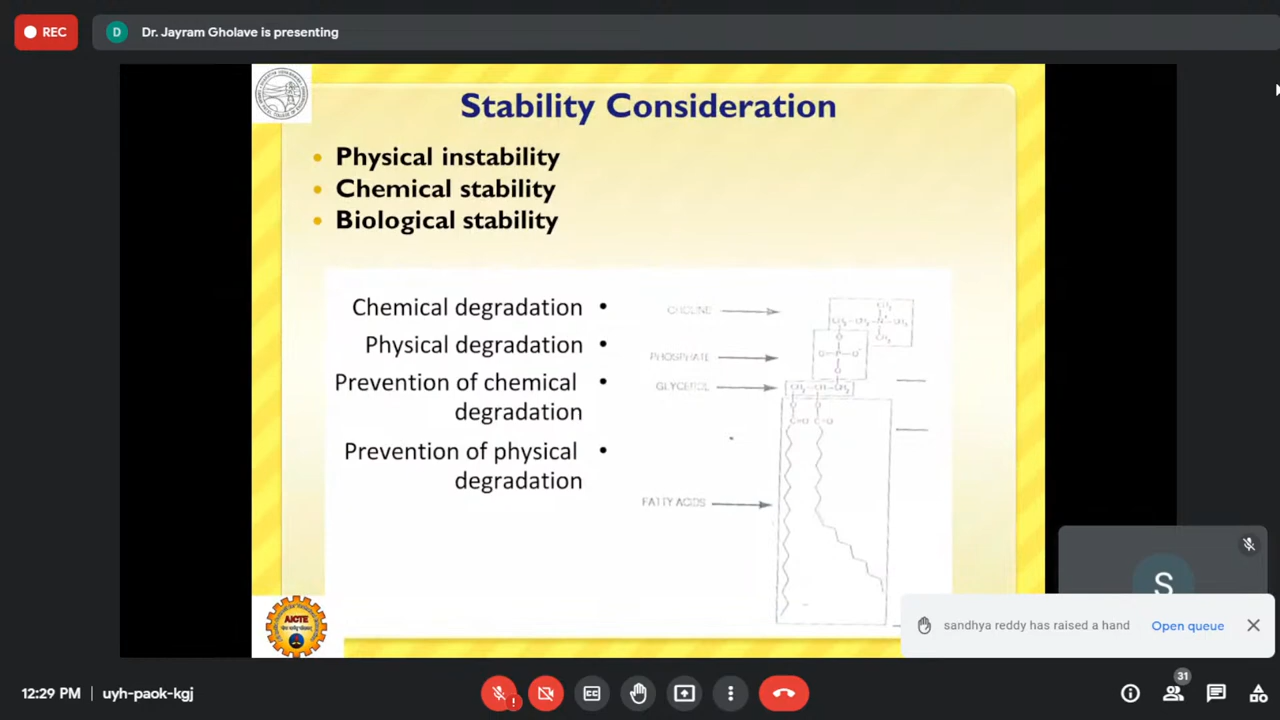 REC
D
Dr. Jayram Gholave is presenting
Stability Consideration
• Physical instability
• Chemical stability
• Biological stability
Chemical degradation •
Physical degradation •
Prevention of chemical •
degradation
Prevention of physical •
degradation
CHOLINE
PHOSPHATE
GLYCEROL
FATTY ACIDS
AICTE
S
sandhya reddy has raised a hand
Open queue
12:29 PM | uyh-paok-kgj
31